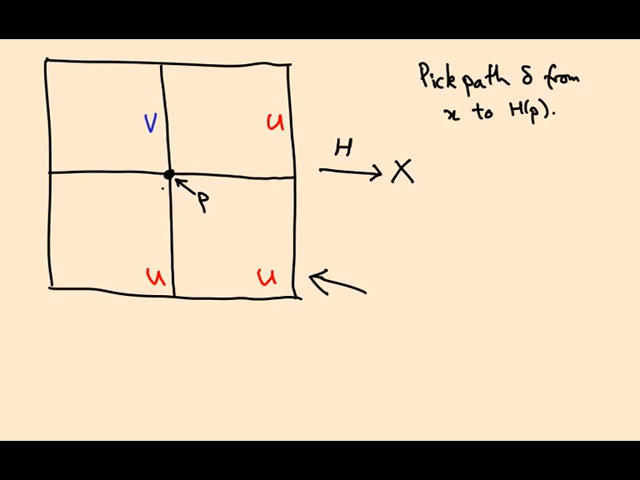 Pick path δ from
x to H(p).
V
U
H
X
P
U
U